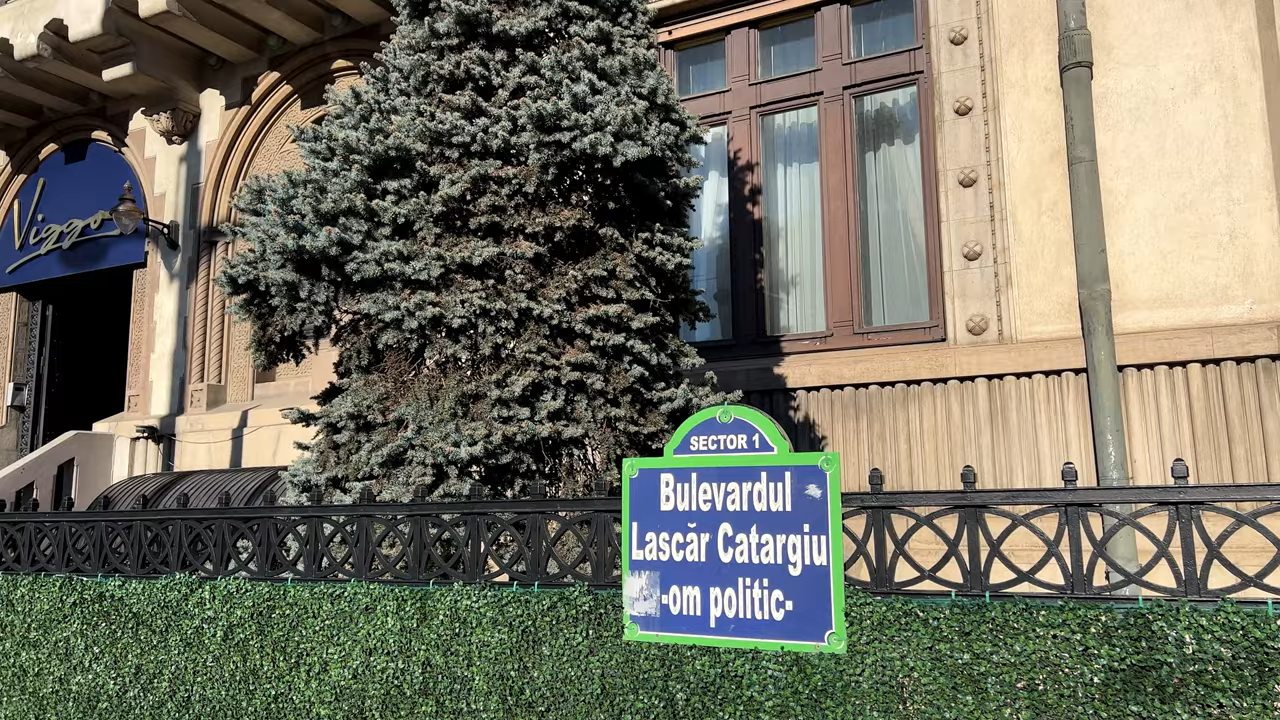 Viggo
SECTOR 1
Bulevardul
Lascăr Catargiu
-om politic-